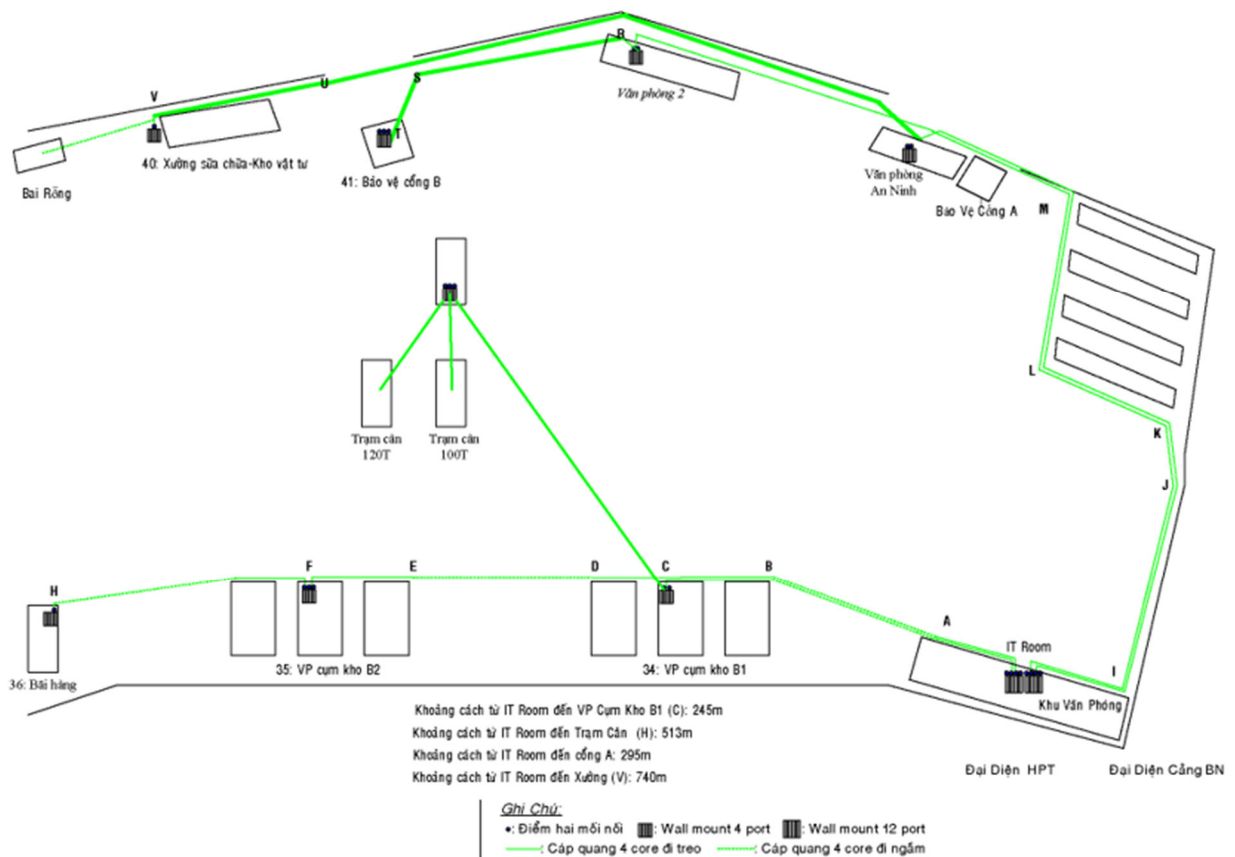 R
Văn phòng 2
V
U
S
T
40: Xưởng sữa chữa-Kho vật tư
41: Bảo vệ cổng B
Bai Rỗng
Văn phòng
An Ninh
Bảo Vệ Cổng A
M
L
K
J
Trạm cân
120T
Trạm cân
100T
H
F
E
D
C
B
A
IT Room
I
36: Bãi hàng
35: VP cụm kho B2
34: VP cụm kho B1
Khu Văn Phóng
Khoảng cách từ IT Room đến VP Cụm Kho B1 (C): 245m
Khoảng cách từ IT Room đến Trạm Cân (H): 513m
Khoảng cách từ IT Room đến cổng A: 295m
Khoảng cách từ IT Room đến Xưởng (V): 740m
Đại Diện HPT
Đại Diện Cảng BN
Ghi Chú:
•: Điểm hai mối nối : Wall mount 4 port : Wall mount 12 port
: Cáp quang 4 core đi treo : Cáp quang 4 core đi ngầm